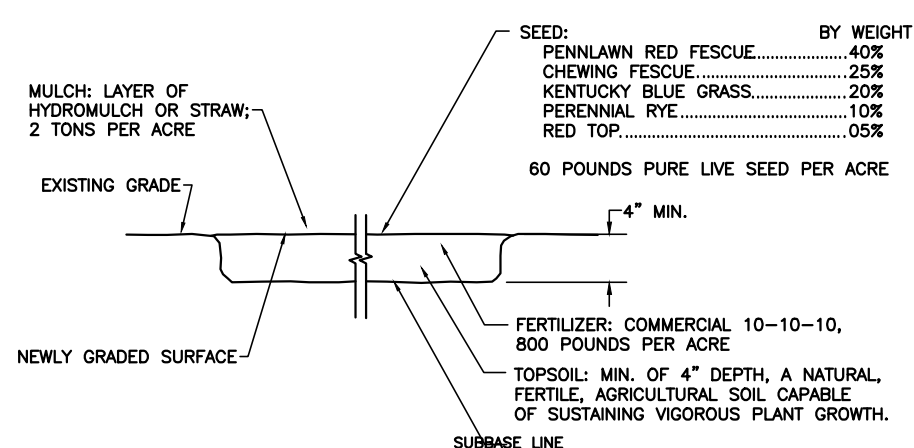 SEED: BY WEIGHT
PENNLAWN RED FESCUE..................40%
CHEWING FESCUE..........................25%
KENTUCKY BLUE GRASS.................20%
PERENNIAL RYE.............................10%
RED TOP.......................................05%
60 POUNDS PURE LIVE SEED PER ACRE
MULCH: LAYER OF
HYDROMULCH OR STRAW;
2 TONS PER ACRE
EXISTING GRADE
4" MIN.
FERTILIZER: COMMERCIAL 10-10-10,
800 POUNDS PER ACRE
NEWLY GRADED SURFACE
TOPSOIL: MIN. OF 4" DEPTH, A NATURAL,
FERTILE, AGRICULTURAL SOIL CAPABLE
OF SUSTAINING VIGOROUS PLANT GROWTH.
SUBBASE LINE